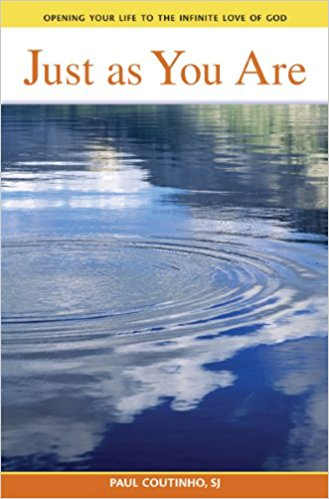 OPENING YOUR LIFE TO THE INFINITE LOVE OF GOD
Just as You Are
PAUL COUTINHO, SJ